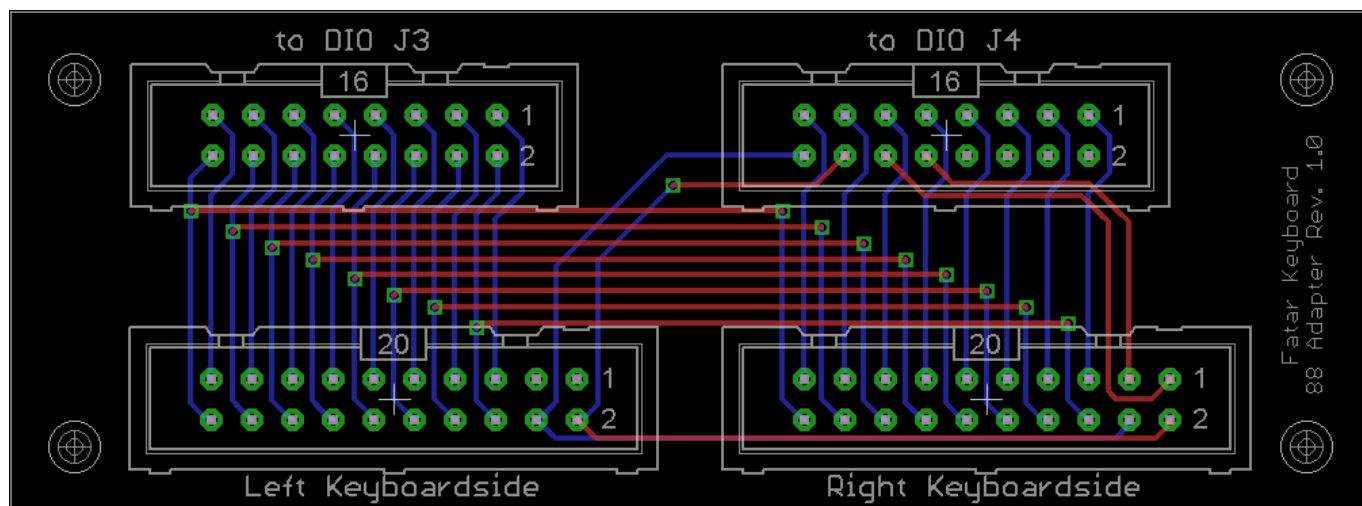 to DIO J3
to DIO J4
16
1
2
16
1
2
20
1
2
20
1
2
Left Keyboardside
Right Keyboardside
Fatar Keyboard
88 Adapter Rev. 1.0